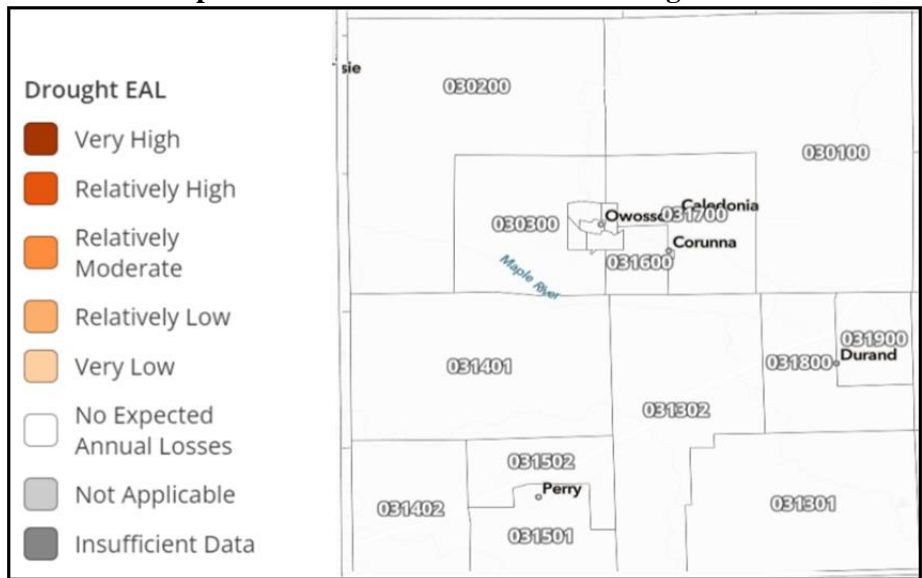 sie
Drought EAL
Very High
Relatively High
Relatively
Moderate
Relatively Low
Very Low
No Expected
Annual Losses
Not Applicable
Insufficient Data
030200
030100
Caledonia
031700
030300
Owosso
Corunna
031600
Maple River
031900
Durand
031800
031401
031302
031502
Perry
031402
031501
031301